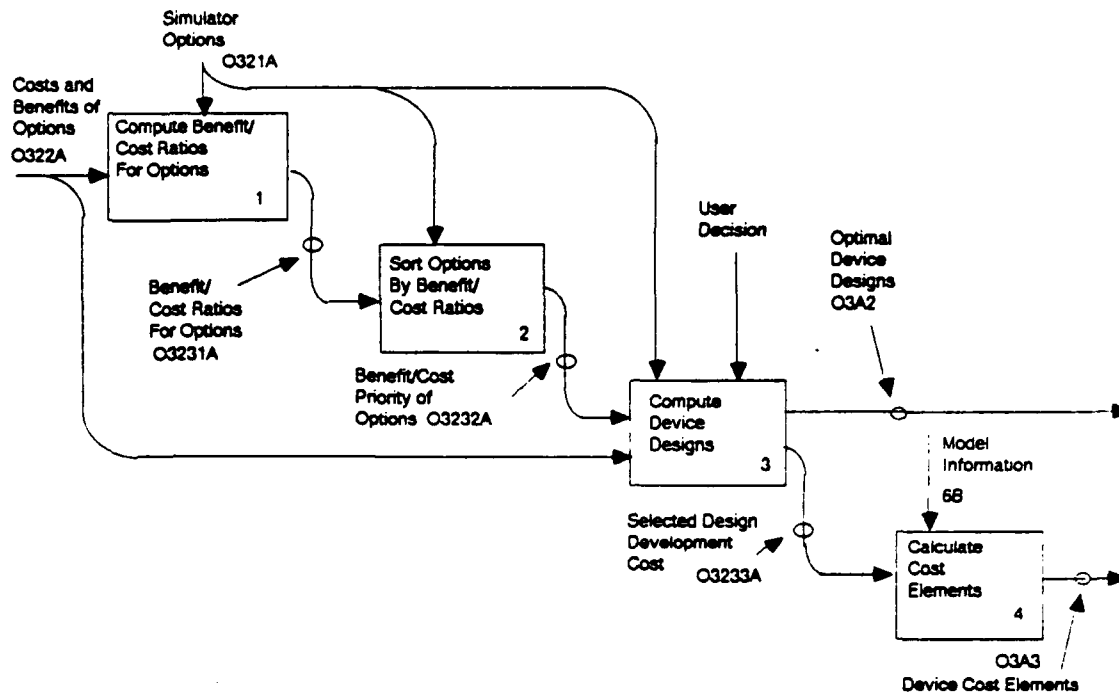 Simulator
Options
O321A
Costs and
Benefits of
Options
O322A
Compute Benefit/
Cost Ratios
For Options
1
Benefit/
Cost Ratios
For Options
O3231A
Sort Options
By Benefit/
Cost Ratios
2
Benefit/Cost
Priority of
Options O3232A
User
Decision
Optimal
Device
Designs
O3A2
Compute
Device
Designs
3
Model
Information
6B
Selected Design
Development
Cost
O3233A
Calculate
Cost
Elements
4
O3A3
Device Cost Elements